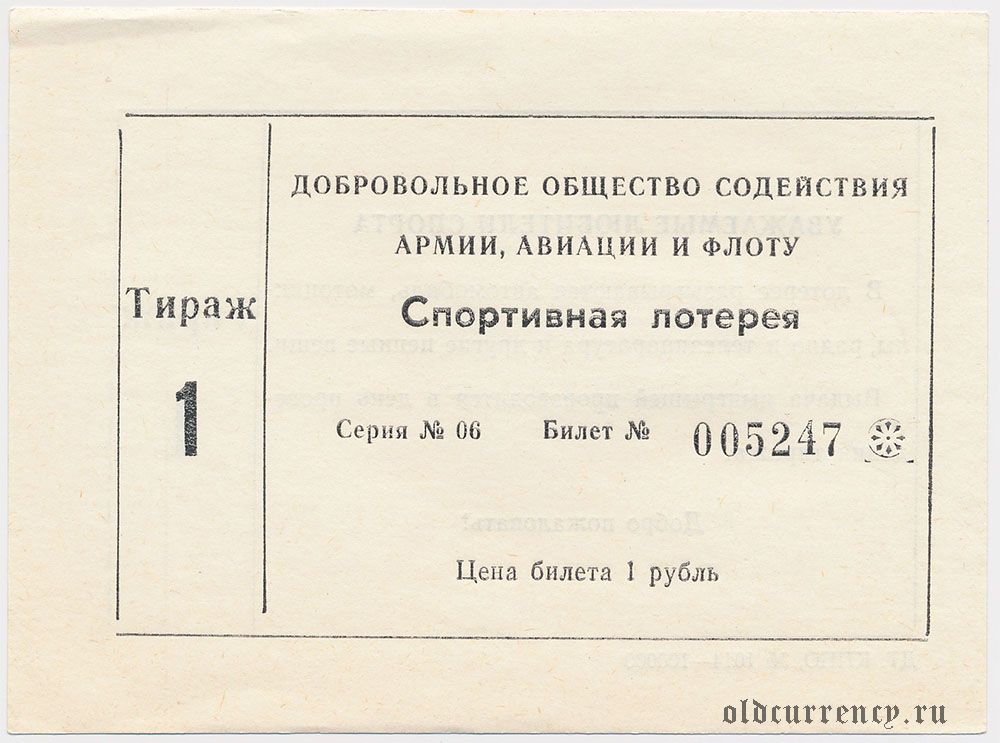 Тираж
1
ДОБРОВОЛЬНОЕ ОБЩЕСТВО СОДЕЙСТВИЯ
АРМИИ, АВИАЦИИ И ФЛОТУ
Спортивная лотерея
Серия № 06 Билет № 005247
Цена билета 1 рубль
oldcurrency.ru